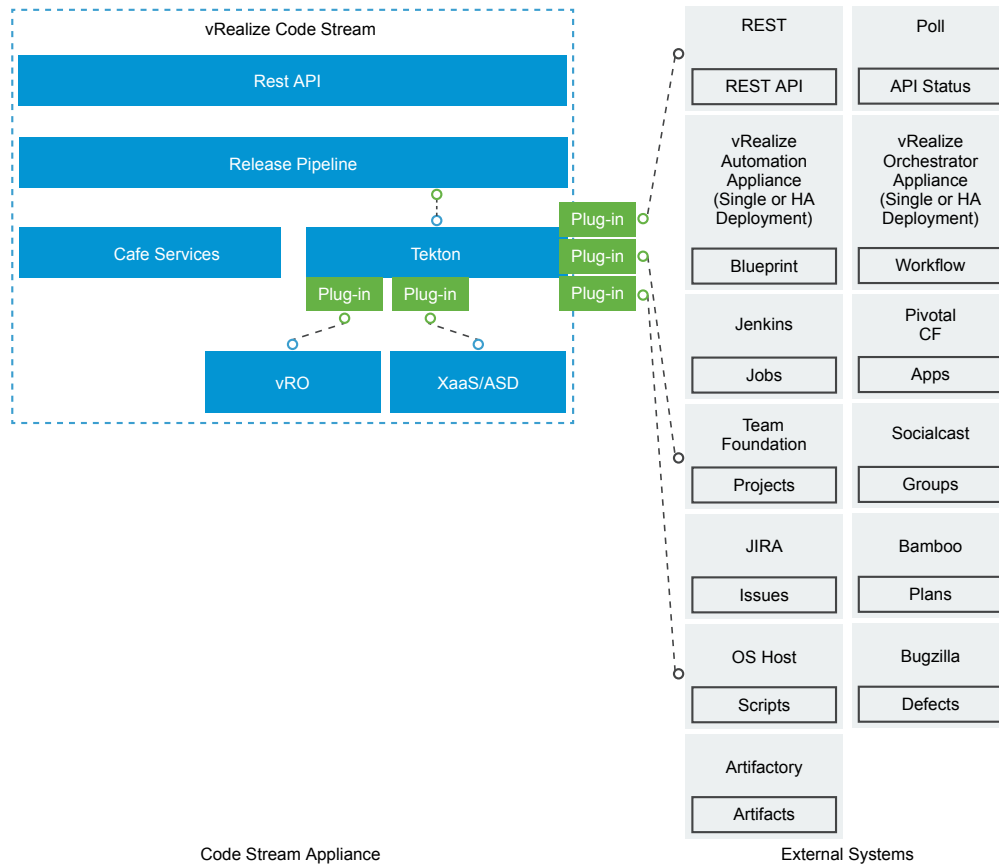 vRealize Code Stream
Rest API
Release Pipeline
Cafe Services
Tekton
Plug-in
Plug-in
Plug-in
Plug-in
Plug-in
vRO
XaaS/ASD
REST
REST API
Poll
API Status
vRealize
Automation
Appliance
(Single or HA
Deployment)
Blueprint
vRealize
Orchestrator
Appliance
(Single or HA
Deployment)
Workflow
Jenkins
Jobs
Pivotal
CF
Apps
Team
Foundation
Projects
Socialcast
Groups
JIRA
Issues
Bamboo
Plans
OS Host
Scripts
Bugzilla
Defects
Artifactory
Artifacts
Code Stream Appliance
External Systems